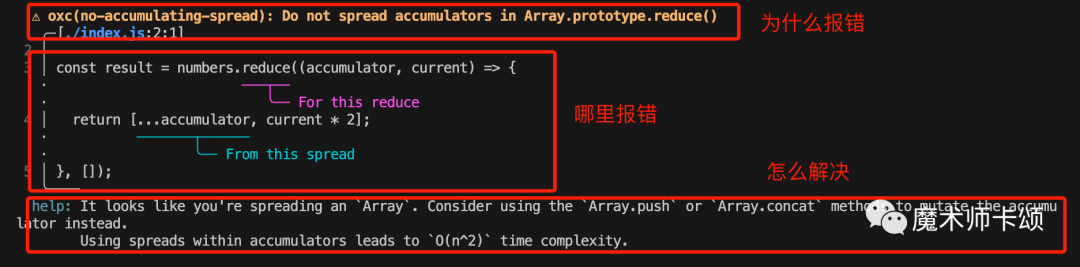 ⚠ oxc(no-accumulating-spread): Do not spread accumulators in Array.prototype.reduce()
为什么报错
[./index.js:2:1]
2
3 const result = numbers.reduce((accumulator, current) => {
For this reduce
哪里报错
4 return [...accumulator, current * 2];
From this spread
怎么解决
5 }, []);
help: It looks like you're spreading an `Array`. Consider using the `Array.push` or `Array.concat` methods to mutate the accumu
lator instead.
魔术师卡颂
Using spreads within accumulators leads to `O(n^2)` time complexity.